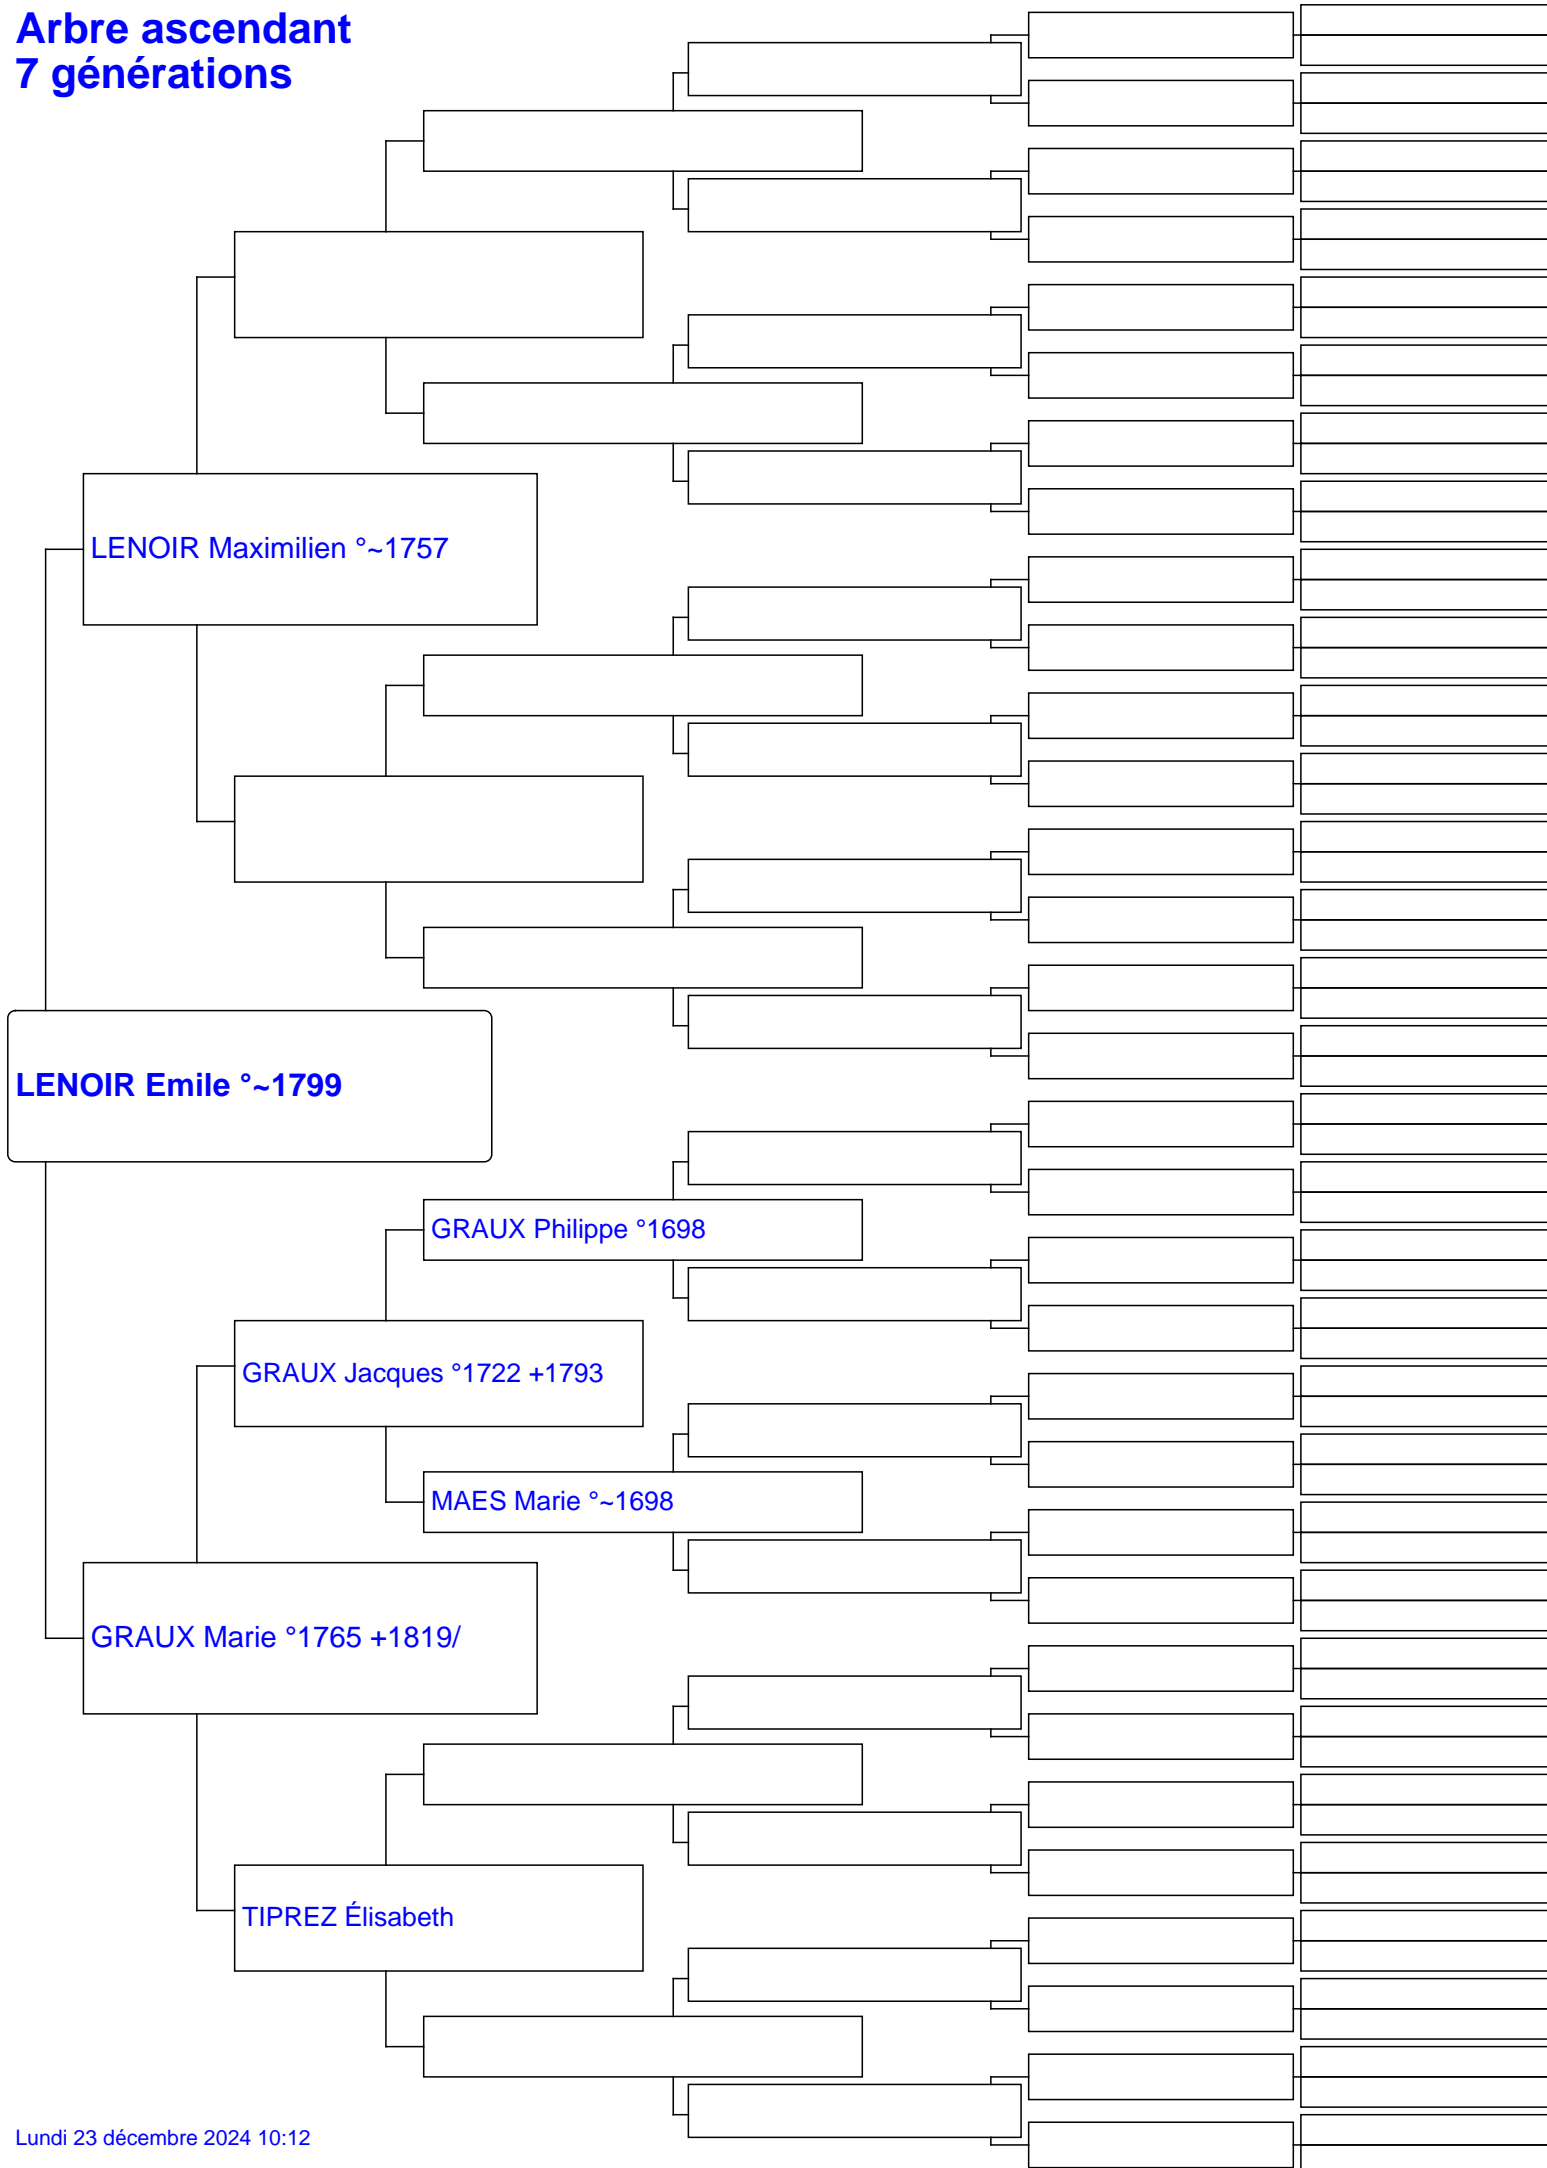 Arbre ascendant
7 générations
LENOIR Maximilien °~1757
LENOIR Emile °~1799
GRAUX Philippe °1698
GRAUX Jacques °1722 +1793
MAES Marie °~1698
GRAUX Marie °1765 +1819/
TIPREZ Élisabeth
Lundi 23 décembre 2024 10:12